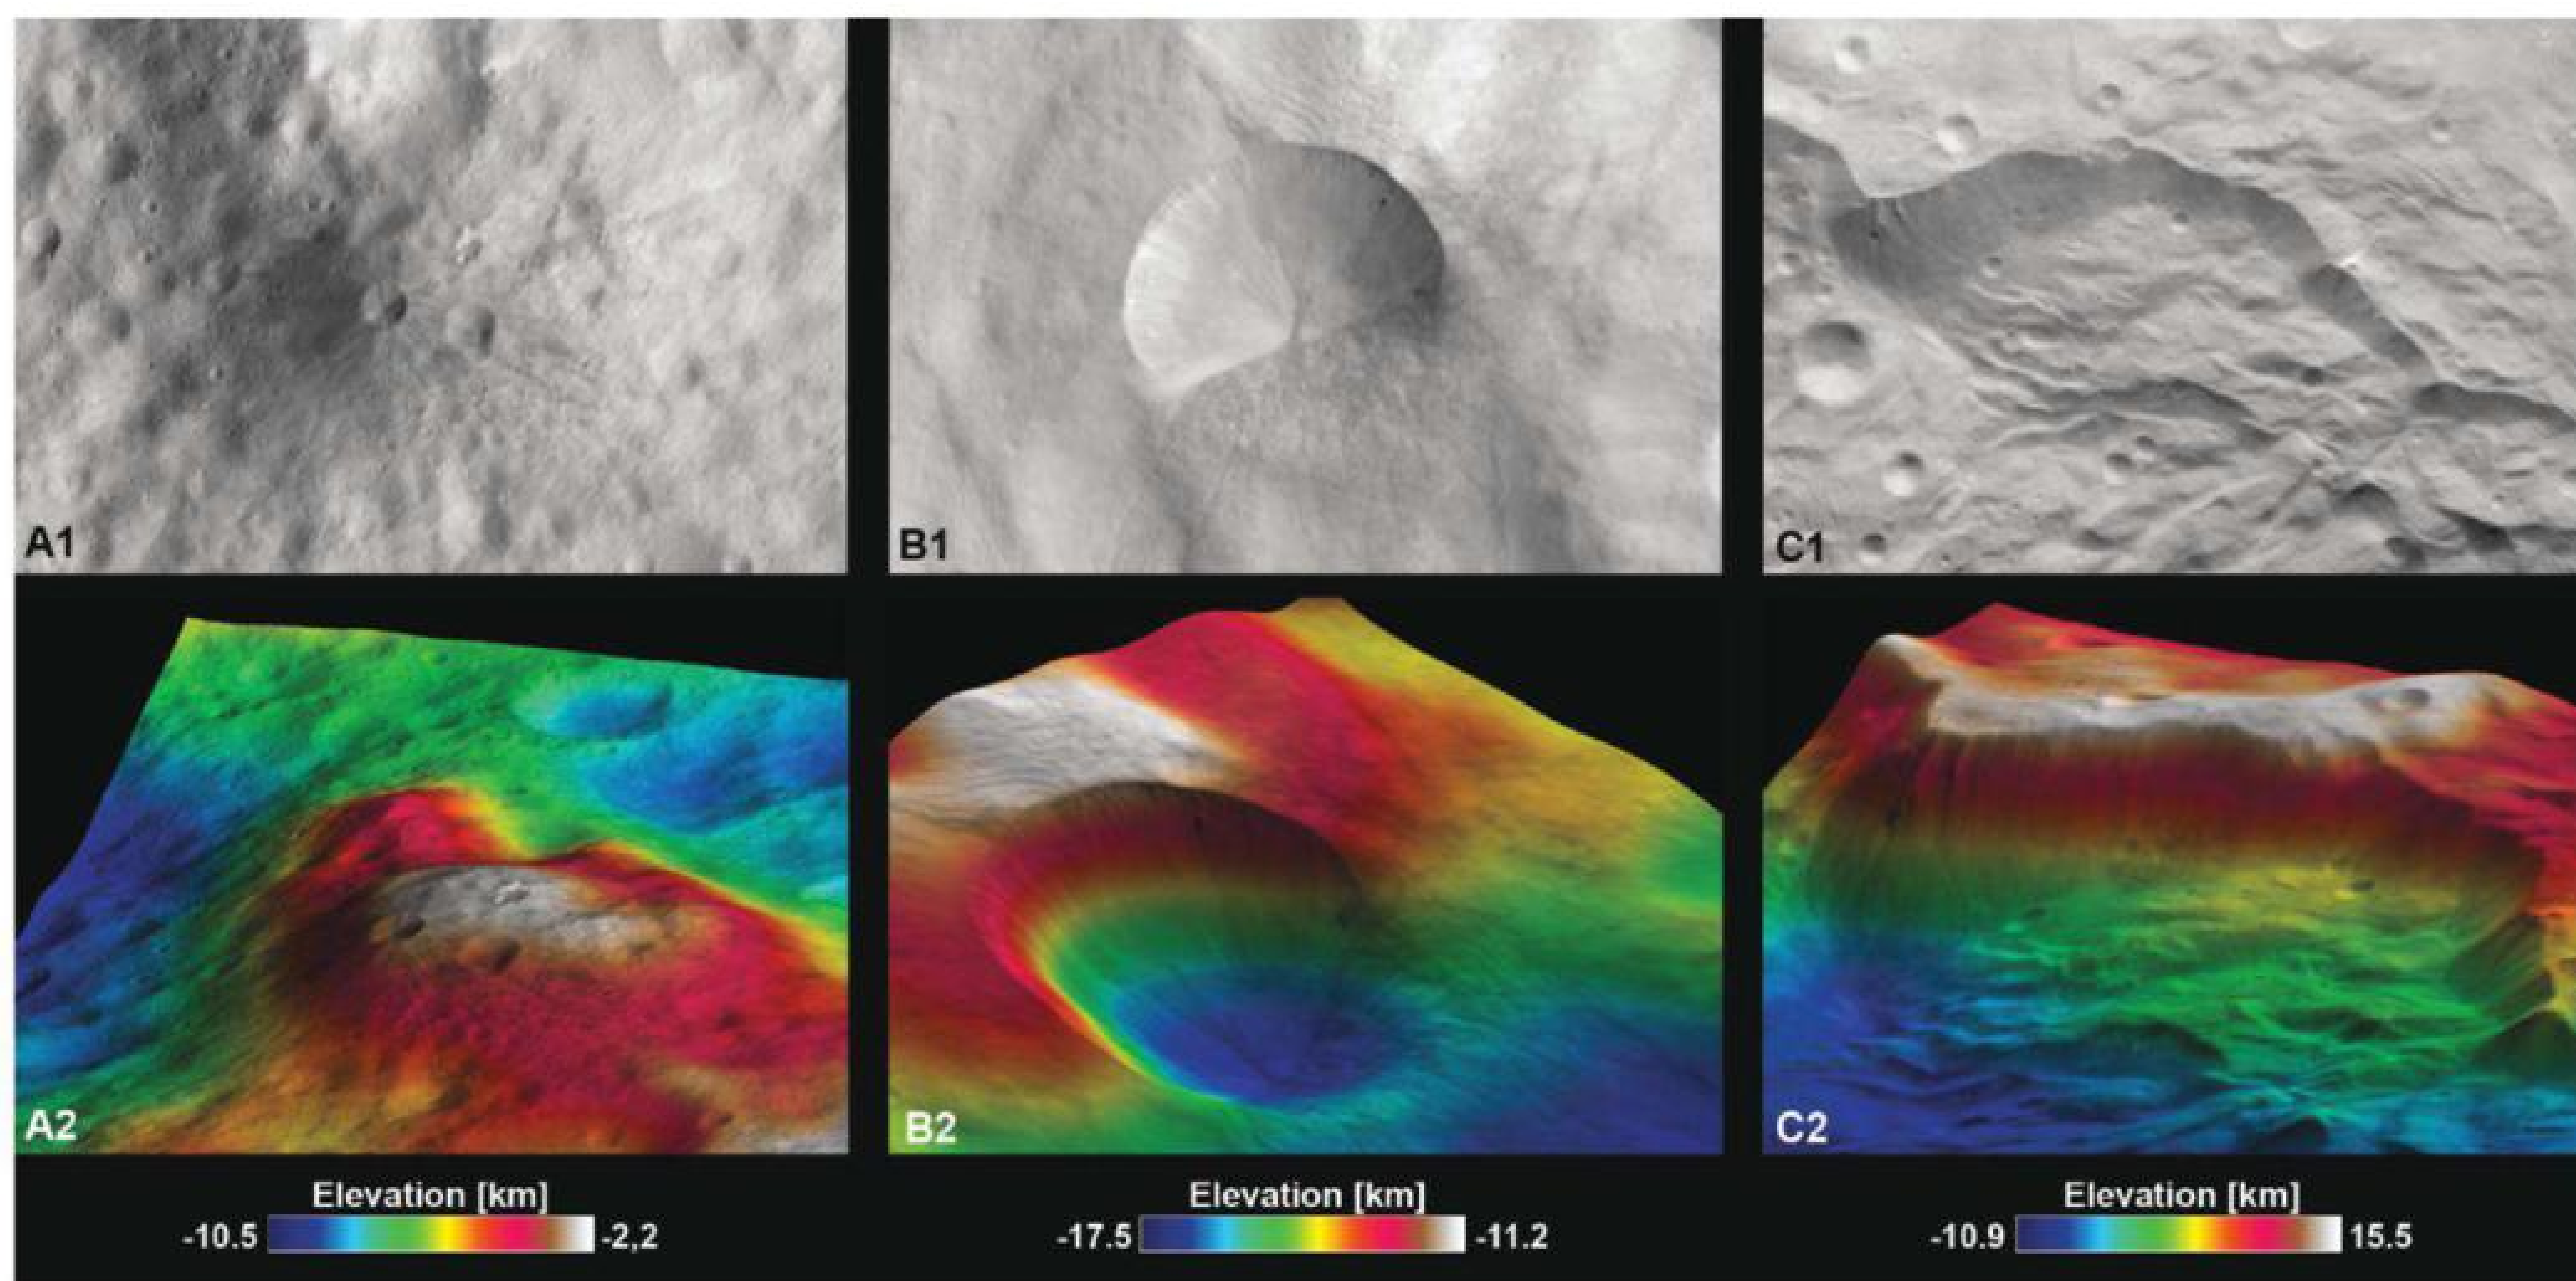 A1 B1 C1
A2 B2 C2
Elevation [km] Elevation [km] Elevation [km]
-10.5 -2,2 -17.5 -11.2 -10.9 15.5